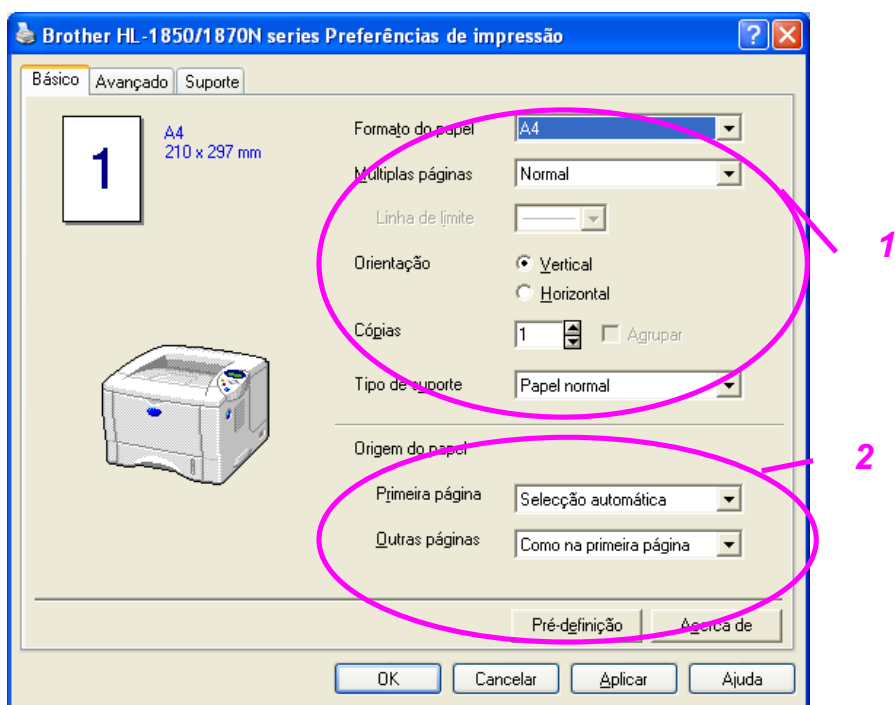 Brother HL-1850/1870N series Preferências de impressão
Básico Avançado Suporte
1
A4
210 x 297 mm
Formato do papel A4
Múltiplas páginas Normal
Linha de limite
Orientação Vertical
Horizontal
Cópias 1 Agrupar
Tipo de suporte Papel normal
1
Origem do papel
Primeira página Selecção automática
Outras páginas Como na primeira página
2
Pré-definição Acerca de
OK Cancelar Aplicar Ajuda